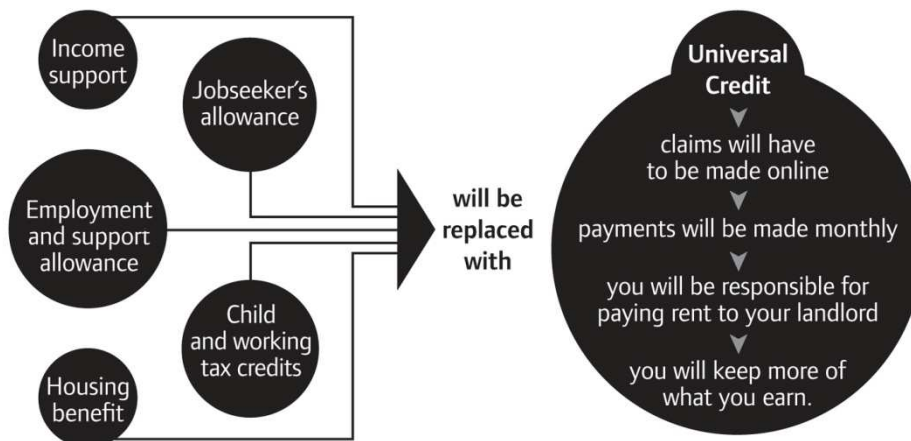 Income
support
Jobseeker's
allowance
Employment
and support
allowance
Child
and working
tax credits
Housing
benefit
will be
replaced
with
Universal
Credit
claims will have
to be made online
payments will be made monthly
you will be responsible for
paying rent to your landlord
you will keep more of
what you earn.